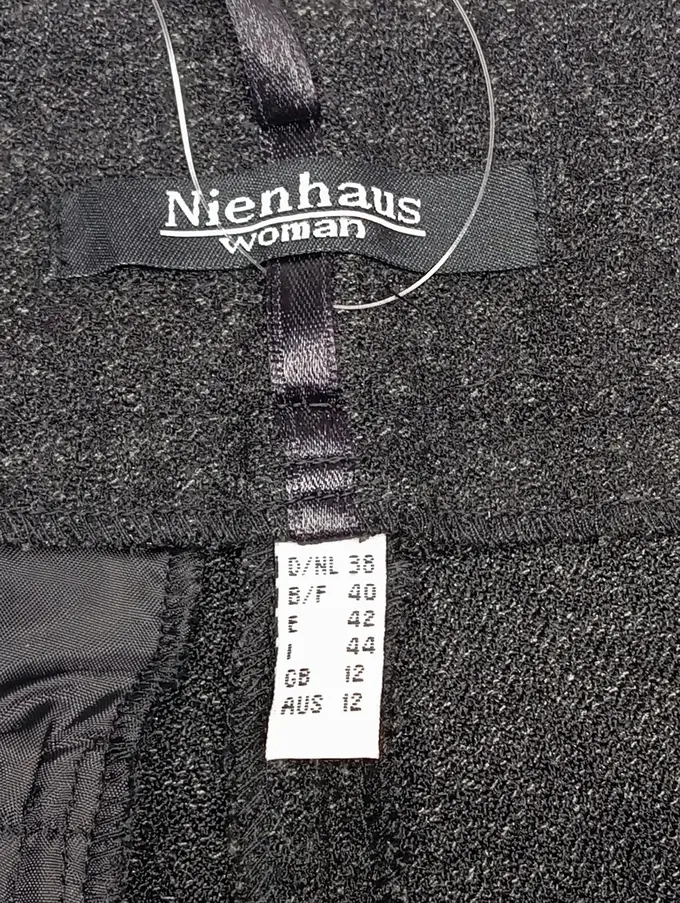 Nienhaus
woman
D/NL 38
B/F 40
E 42
I 44
GB 12
AUS 12